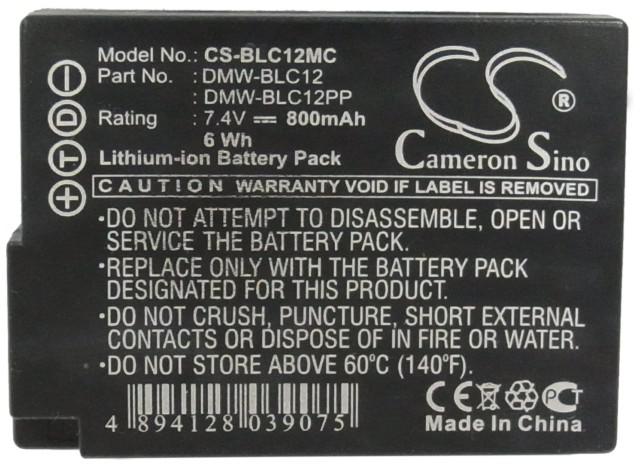 Model No.: CS-BLC12MC
Part No. : DMW-BLC12
: DMW-BLC12PP
Rating : 7.4V 800mAh
6 Wh
Lithium-ion Battery Pack
− D T +
CS ®
Cameron Sino
CAUTION WARRANTY VOID IF LABEL IS REMOVED
•DO NOT ATTEMPT TO DISASSEMBLE, OPEN OR
SERVICE THE BATTERY PACK.
•REPLACE ONLY WITH THE BATTERY PACK
DESIGNATED FOR THIS PRODUCT.
•DO NOT CRUSH, PUNCTURE, SHORT EXTERNAL
CONTACTS OR DISPOSE OF IN FIRE OR WATER.
•DO NOT STORE ABOVE 60°C (140°F).
4 894128 039075
CE PCT
Made In China